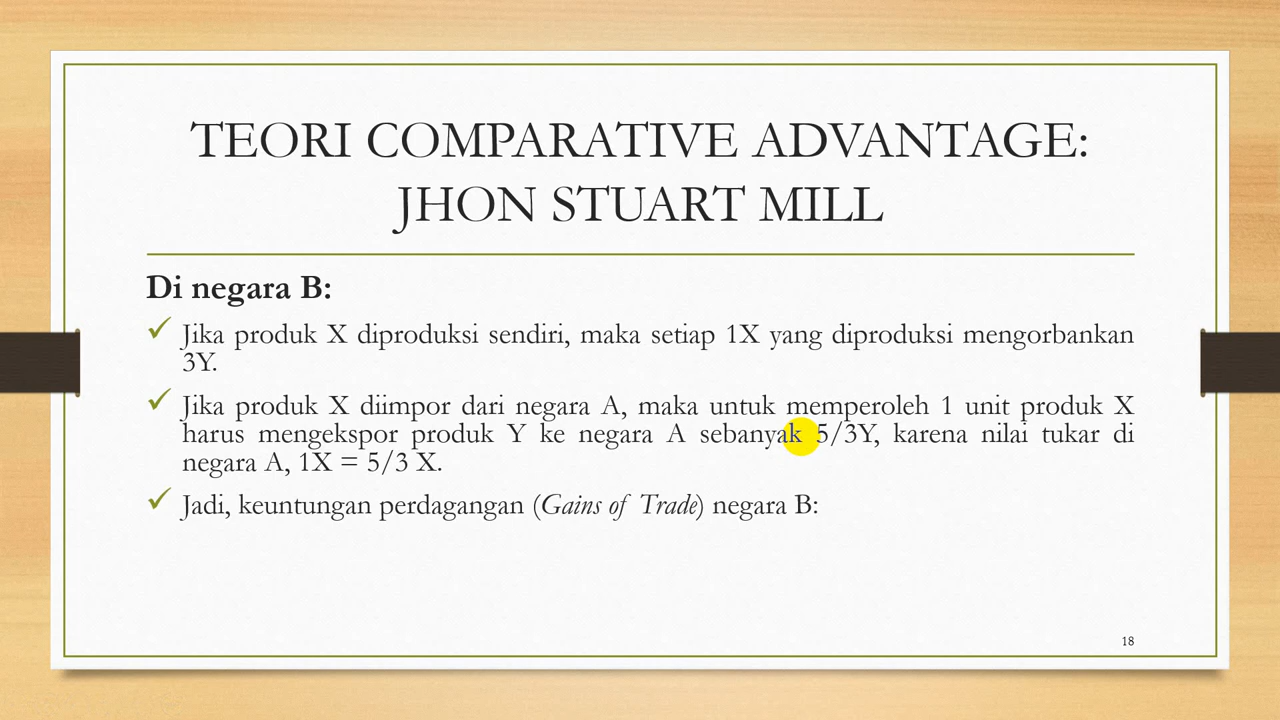 TEORI COMPARATIVE ADVANTAGE:
JHON STUART MILL
Di negara B:
✓ Jika produk X diproduksi sendiri, maka setiap 1X yang diproduksi mengorbankan
3Y.
✓ Jika produk X diimpor dari negara A, maka untuk memperoleh 1 unit produk X
harus mengekspor produk Y ke negara A sebanyak 5/3Y, karena nilai tukar di
negara A, 1X = 5/3 X.
✓ Jadi, keuntungan perdagangan (Gains of Trade) negara B:
18